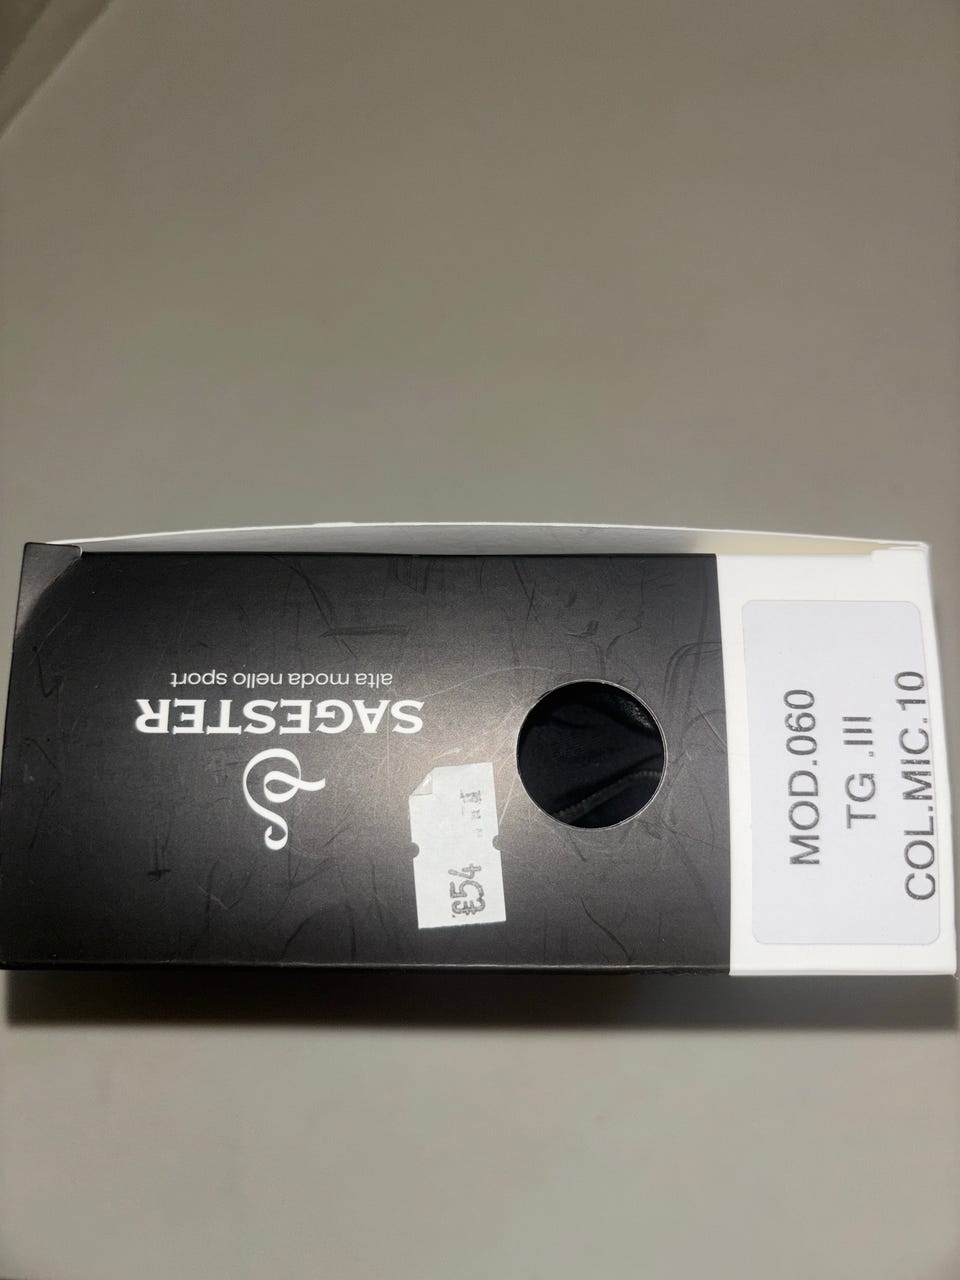 SAGESTER
alta moda nello sport
£54
MOD.060
TG .III
COL.MIC.10